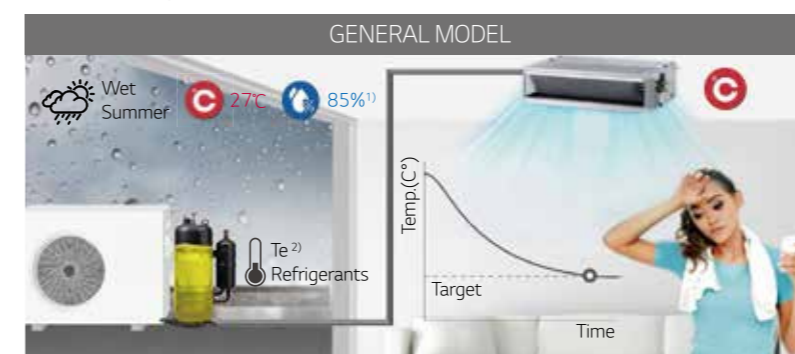 GENERAL MODEL
Wet
Summer
C
27℃
%
85%¹⁾
C
Te ²⁾
Refrigerants
Temp.(C°)
Target
Time